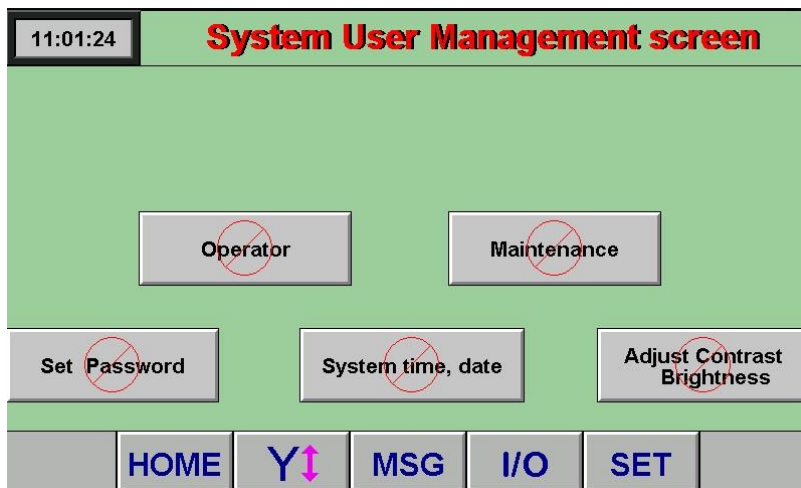 11:01:24
System User Management screen
Operator
Maintenance
Set Password
System time, date
Adjust Contrast
Brightness
HOME
Y
MSG
I/O
SET